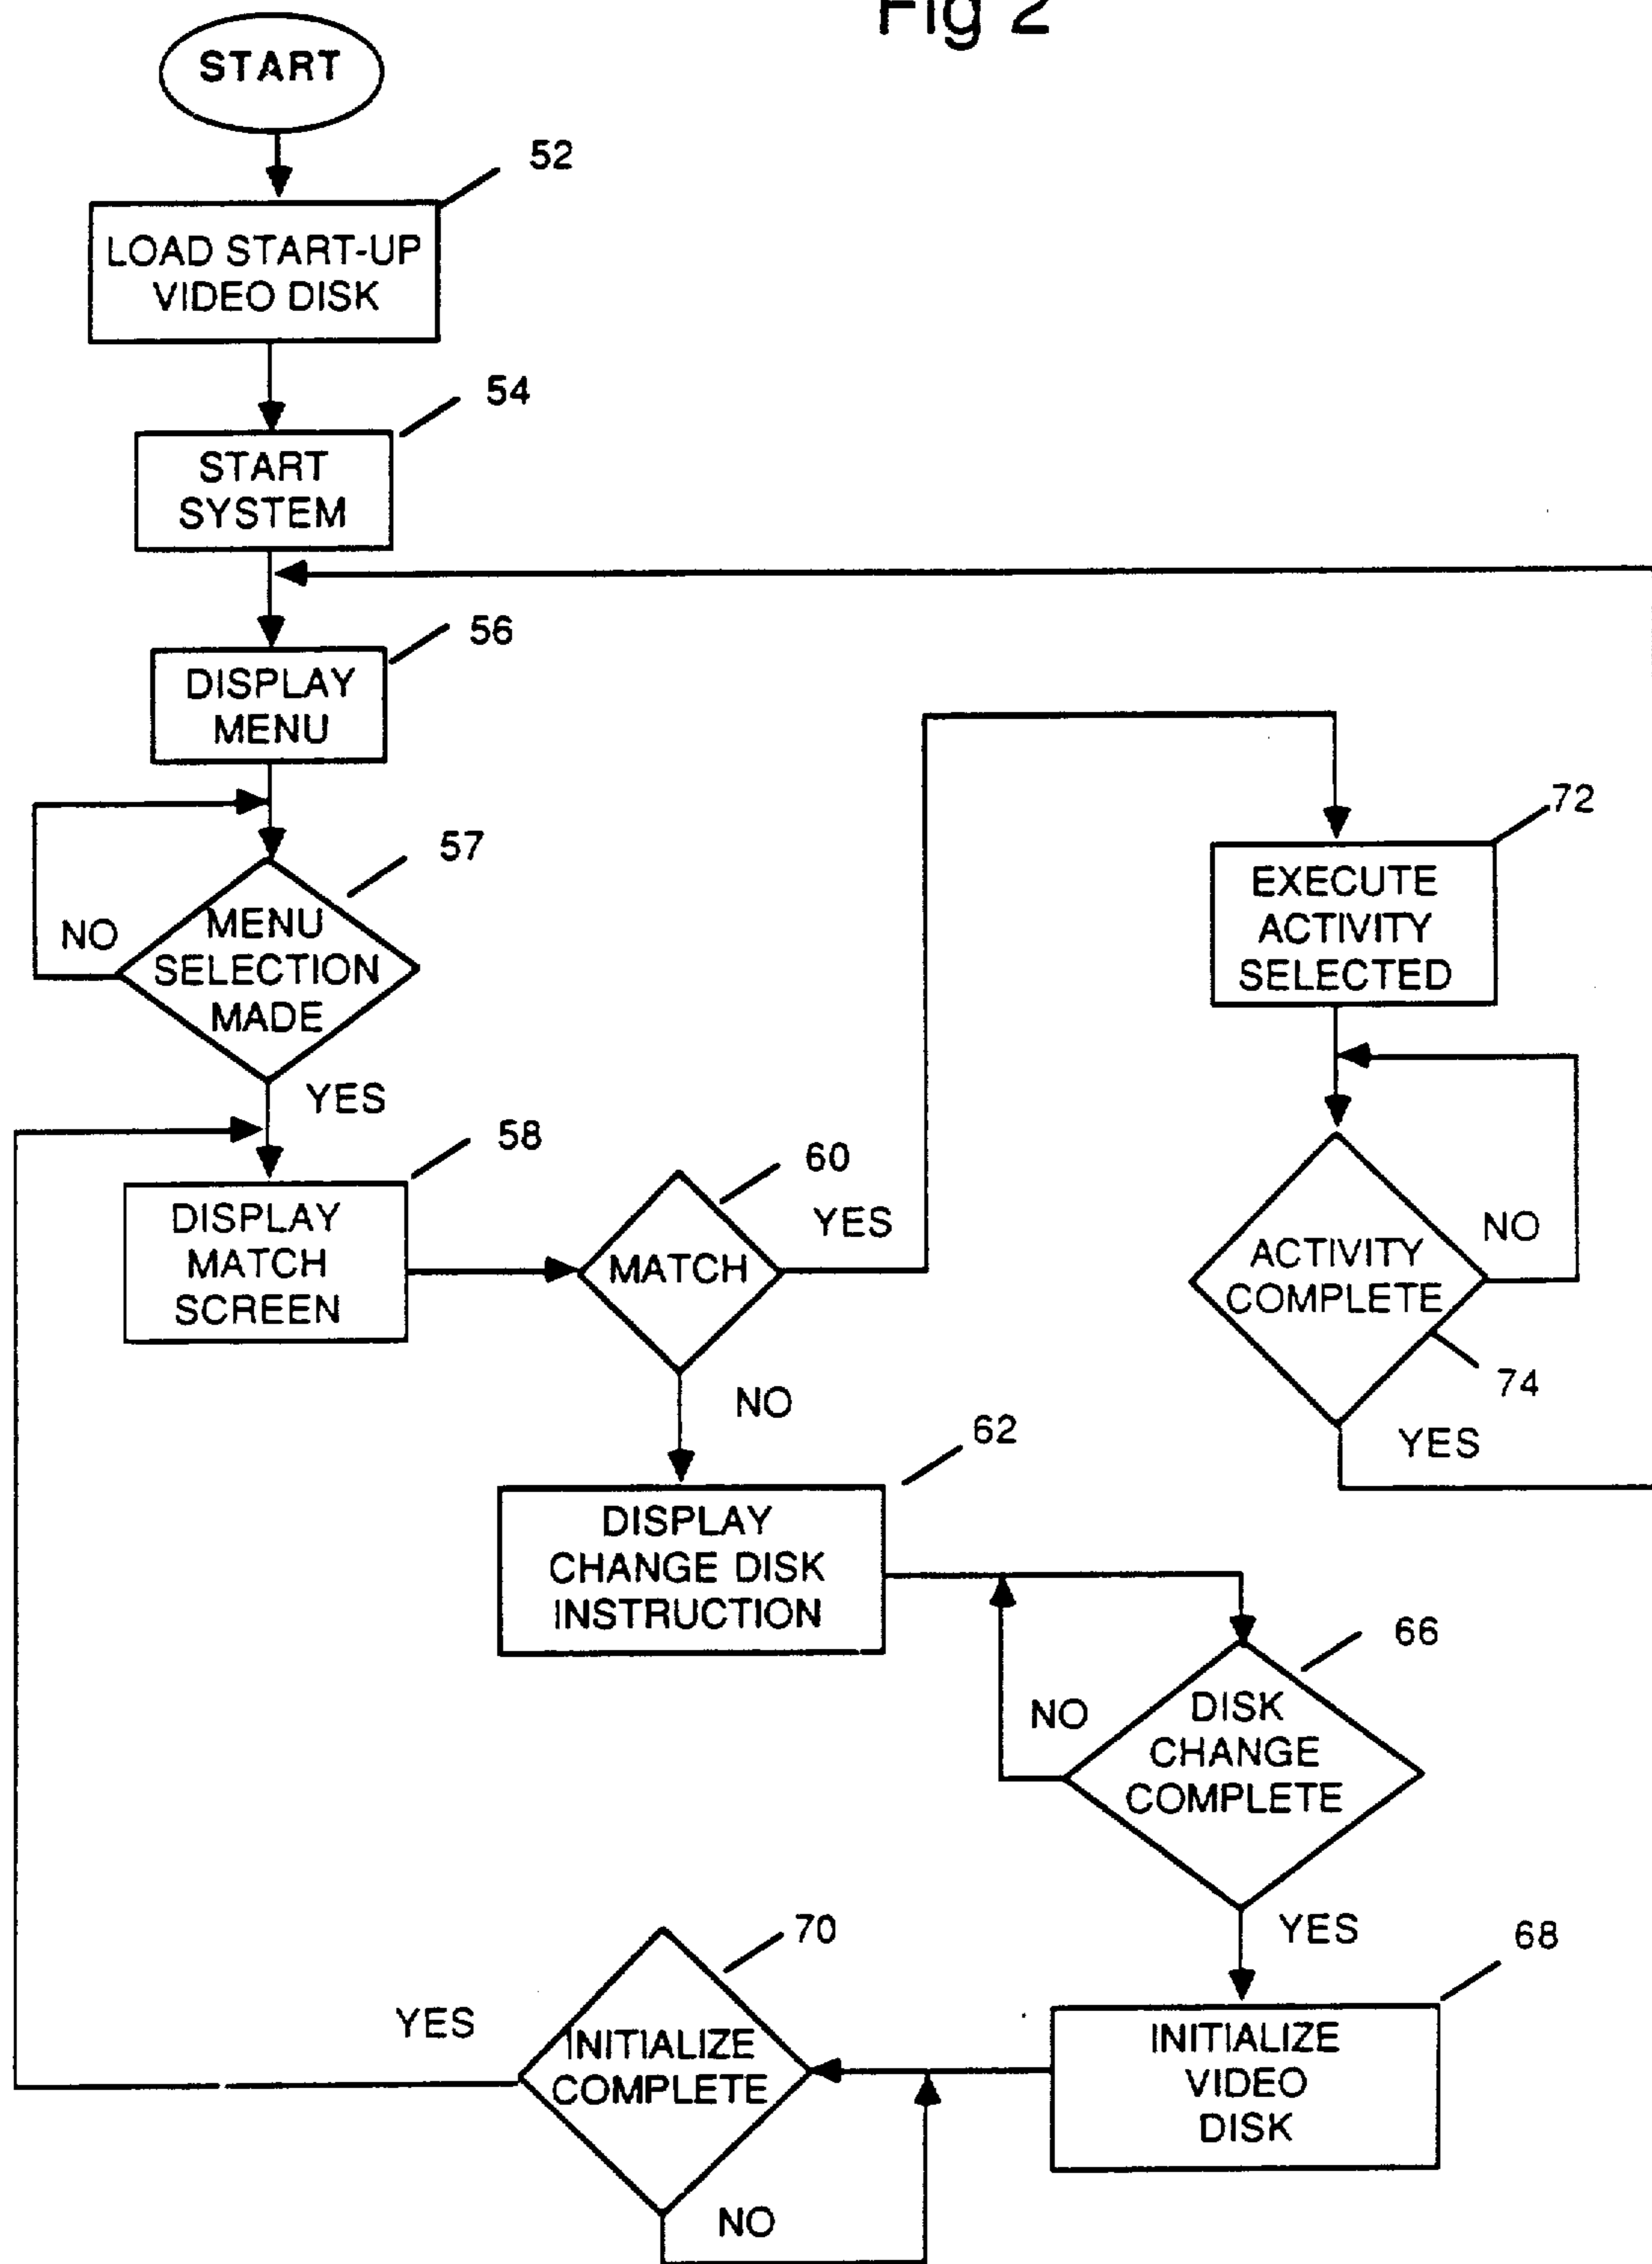 Fig 2
START
52
LOAD START-UP
VIDEO DISK
54
START
SYSTEM
56
DISPLAY
MENU
57
NO
MENU
SELECTION
MADE
YES
58
DISPLAY
MATCH
SCREEN
60
MATCH
YES
NO
72
EXECUTE
ACTIVITY
SELECTED
ACTIVITY
COMPLETE
NO
74
YES
62
DISPLAY
CHANGE DISK
INSTRUCTION
66
NO
DISK
CHANGE
COMPLETE
YES
68
INITIALIZE
VIDEO
DISK
70
INITIALIZE
COMPLETE
YES
NO